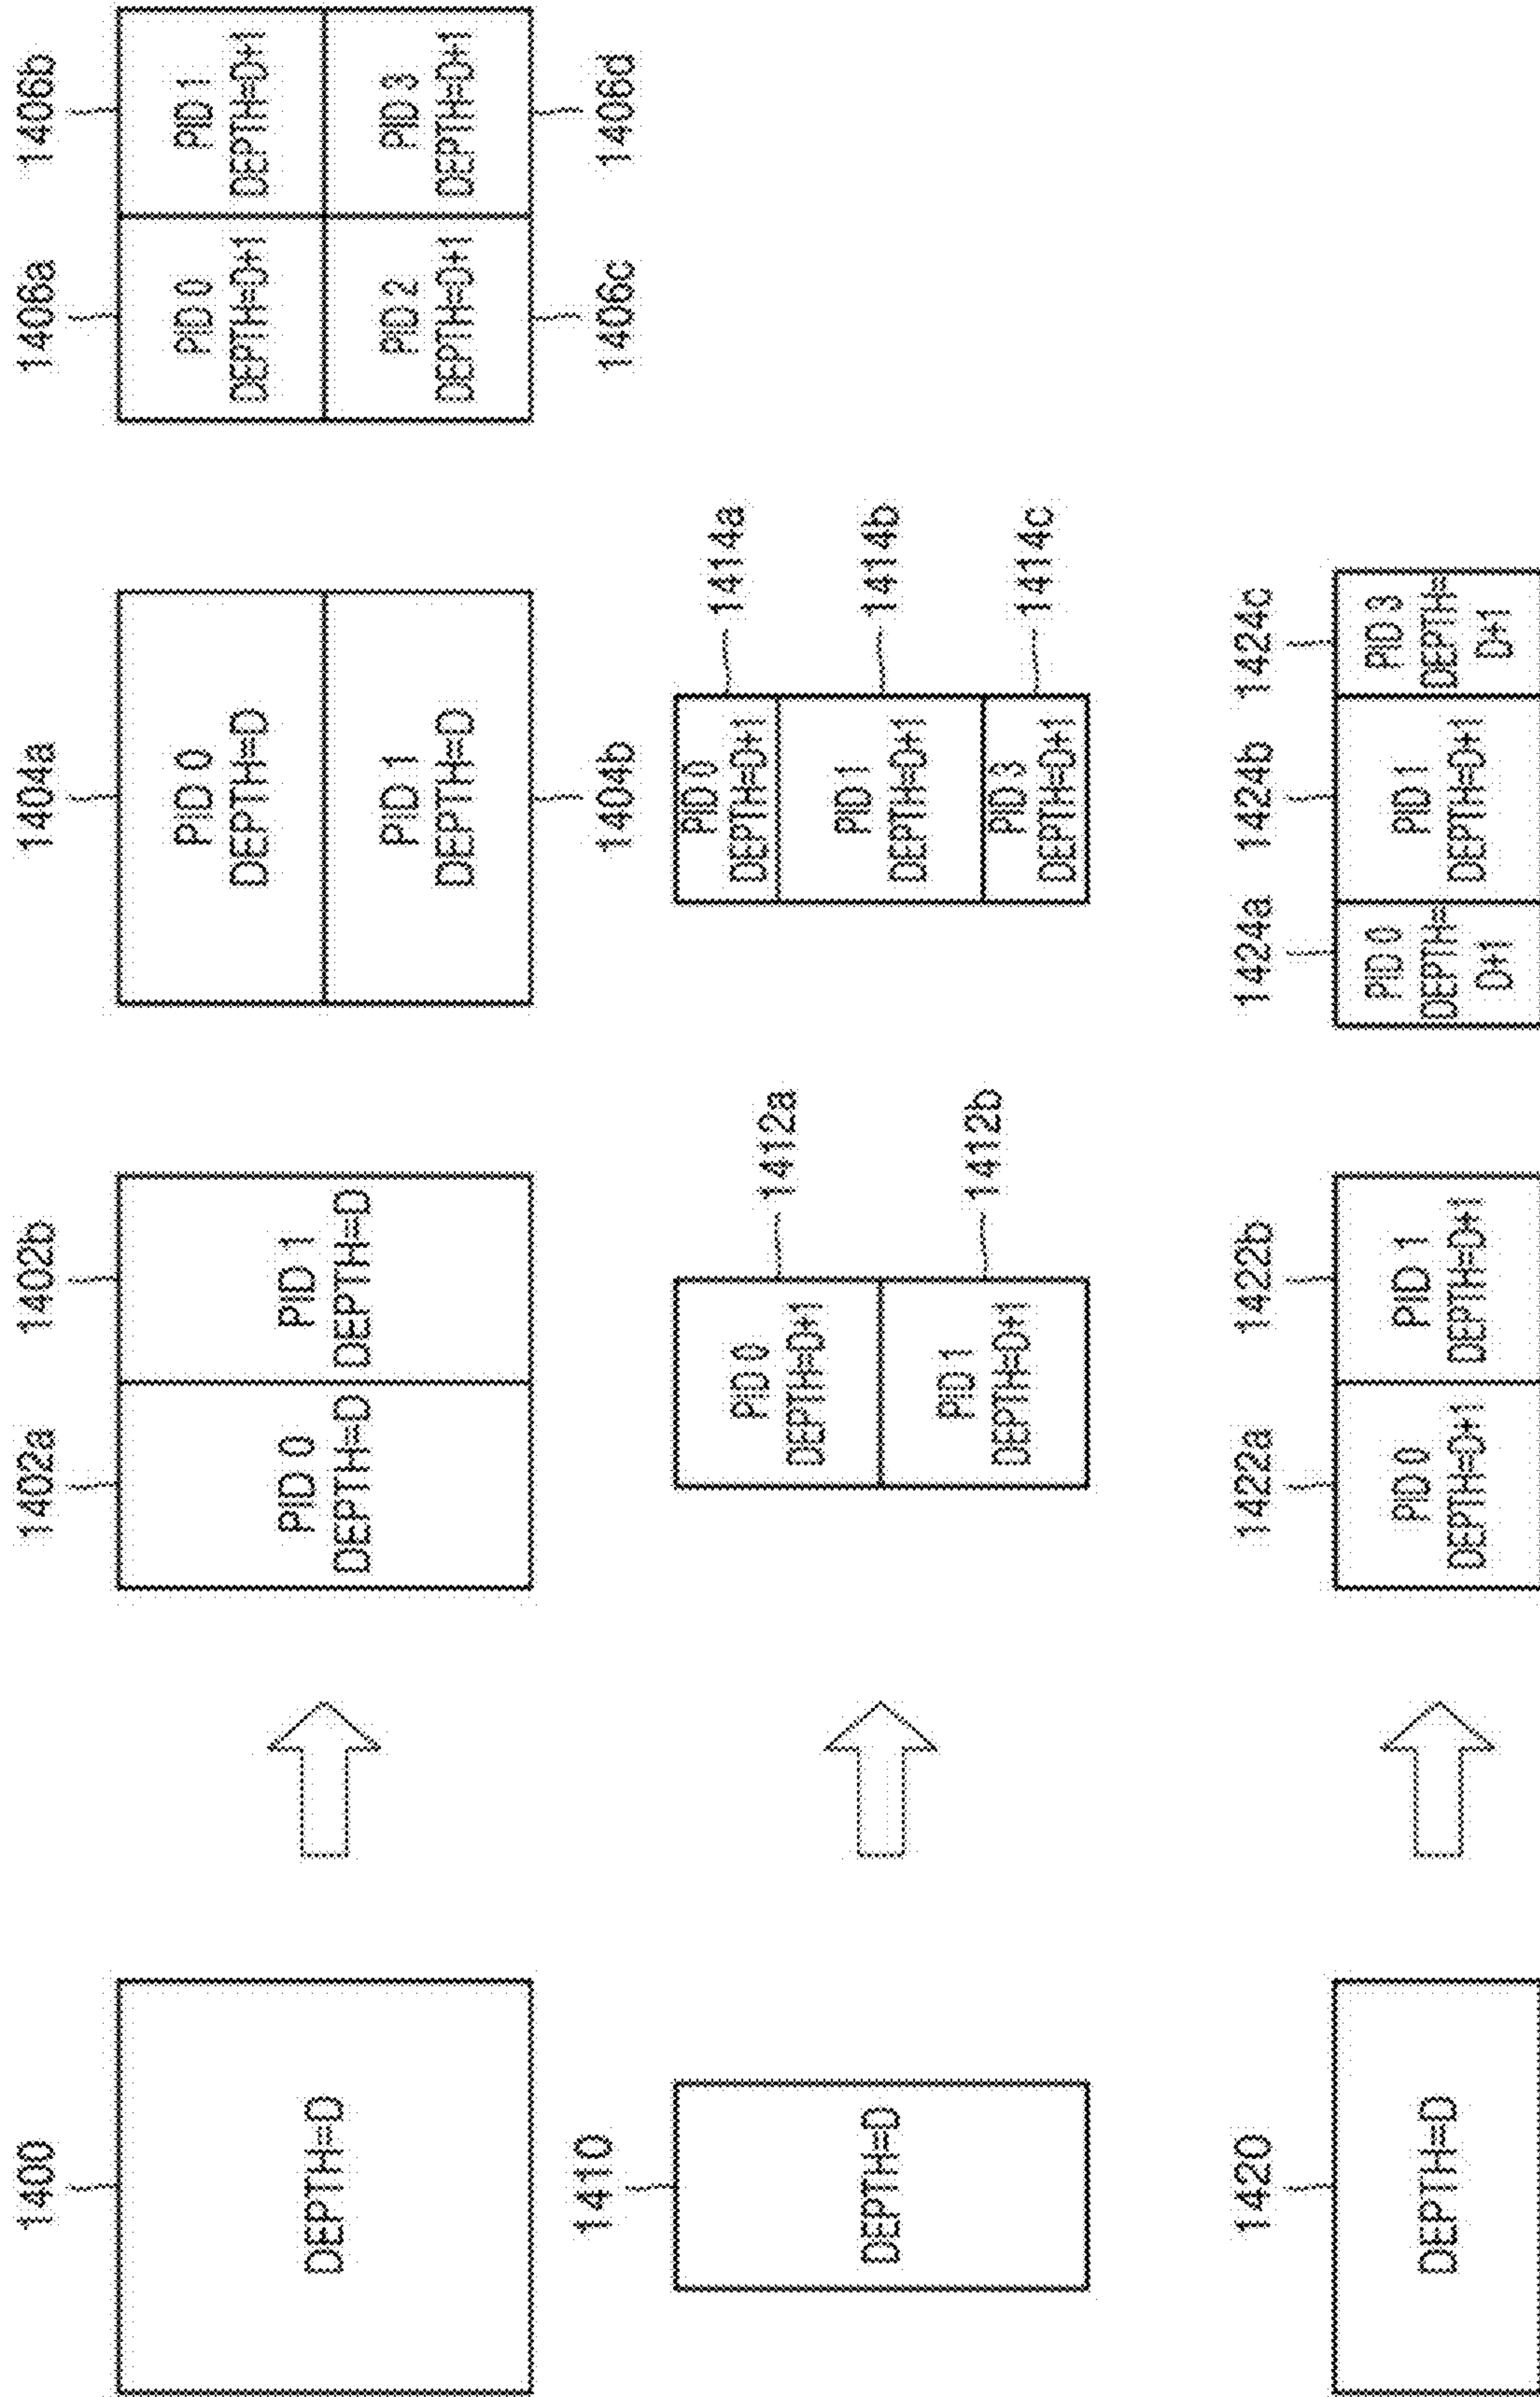 1400
DEPTH=D
1402a
1402b
PID 0
DEPTH=D
PID 1
DEPTH=D
1404a
PID 0
DEPTH=D
PID 1
DEPTH=D
1404b
1406a
1406b
PID 0
DEPTH=D+1
PID 1
DEPTH=D+1
PID 2
DEPTH=D+1
PID 3
DEPTH=D+1
1406c
1406d
1410
DEPTH=D
PID 0
DEPTH=D+1
1412a
PID 1
DEPTH=D+1
1412b
PID 0
DEPTH=D+1
1414a
PID 1
DEPTH=D+1
1414b
PID 3
DEPTH=D+1
1414c
1420
DEPTH=D
1422a
1422b
PID 0
DEPTH=D+1
PID 1
DEPTH=D+1
1424a
1424b
1424c
PID 0
DEPTH=
D+1
PID 1
DEPTH=D+1
PID 3
DEPTH=
D+1